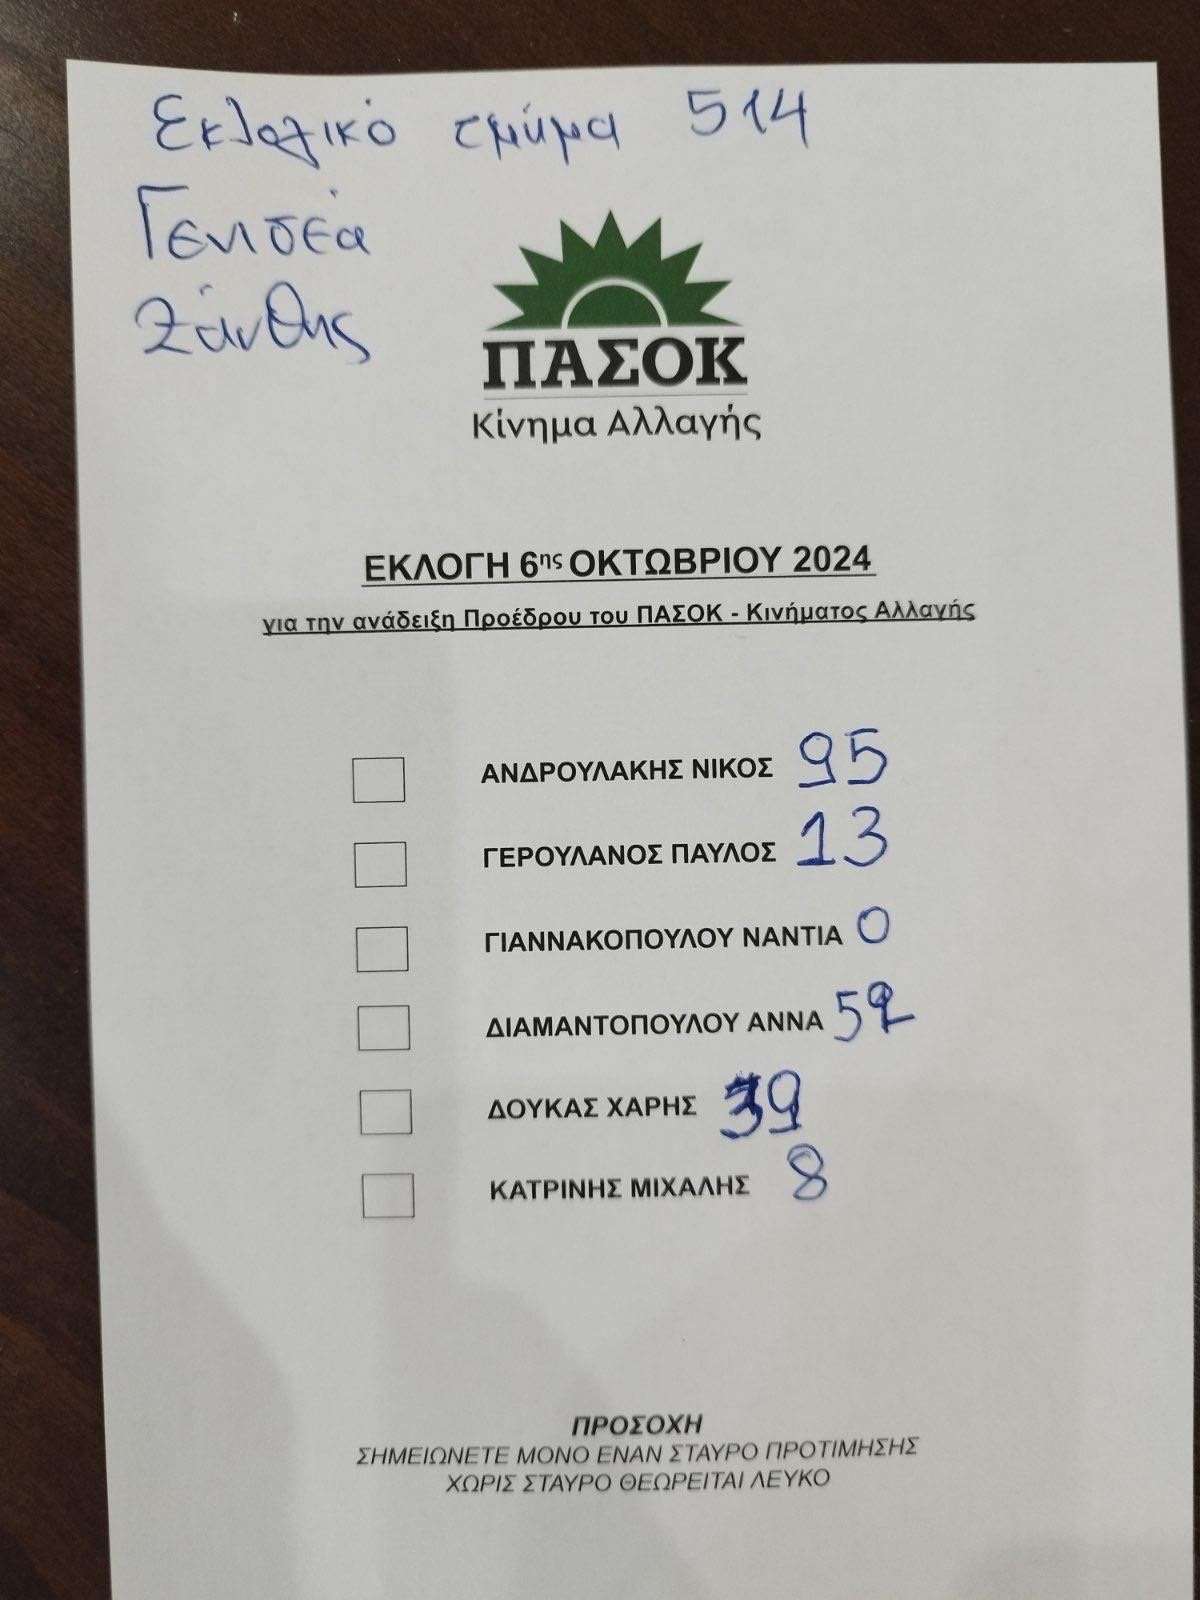 Εκλογικό τμήμα 514
Γενισέα
Ξάνθης
ΠΑΣΟΚ
Κίνημα Αλλαγής
ΕΚΛΟΓΗ 6ης ΟΚΤΩΒΡΙΟΥ 2024
για την ανάδειξη Προέδρου του ΠΑΣΟΚ - Κινήματος Αλλαγής
ΑΝΔΡΟΥΛΑΚΗΣ ΝΙΚΟΣ 95
ΓΕΡΟΥΛΑΝΟΣ ΠΑΥΛΟΣ 13
ΓΙΑΝΝΑΚΟΠΟΥΛΟΥ ΝΑΝΤΙΑ 0
ΔΙΑΜΑΝΤΟΠΟΥΛΟΥ ΑΝΝΑ
ΔΟΥΚΑΣ ΧΑΡΗΣ 39
ΚΑΤΡΙΝΗΣ ΜΙΧΑΛΗΣ 8
ΠΡΟΣΟΧΗ
ΣΗΜΕΙΩΝΕΤΕ ΜΟΝΟ ΕΝΑΝ ΣΤΑΥΡΟ ΠΡΟΤΙΜΗΣΗΣ
ΧΩΡΙΣ ΣΤΑΥΡΟ ΘΕΩΡΕΙΤΑΙ ΛΕΥΚΟ